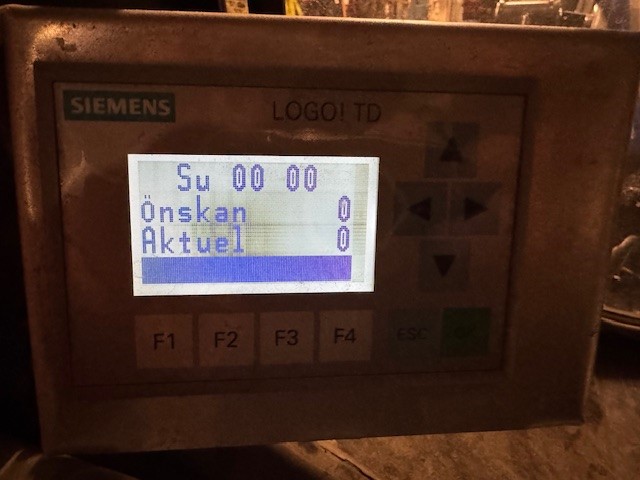 SIEMENS
LOGO! TD
Su 00 00
Önskan 0
Aktuel 0
F1 F2 F3 F4 ESC